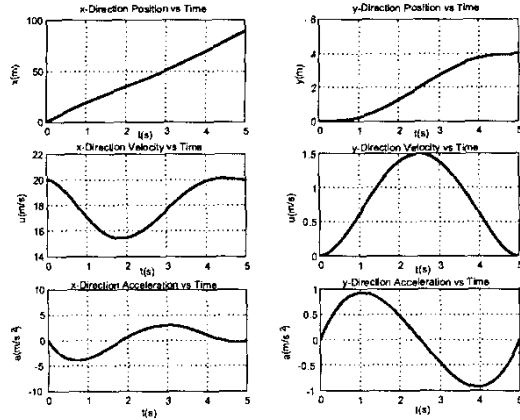 x-Direction Position vs Time
100
50
0
x(m)
0 1 2 3 4 5
t(s)
y-Direction Position vs Time
6
4
2
0
y(m)
0 1 2 3 4 5
t(s)
x-Direction Velocity vs Time
22
20
18
16
14
u(m/s)
0 1 2 3 4 5
t(s)
y-Direction Velocity vs Time
1.5
1
0.5
0
u(m/s)
0 1 2 3 4 5
t(s)
x-Direction Acceleration vs Time
10
5
0
-5
-10
a(m/s²)
0 1 2 3 4 5
t(s)
y-Direction Acceleration vs Time
1
0.5
0
-0.5
-1
a(m/s²)
0 1 2 3 4 5
t(s)